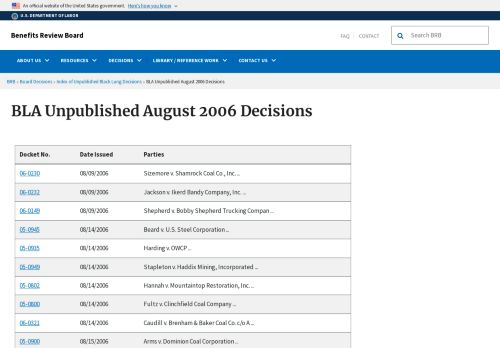 An official website of the United States government. Here's how you know
U.S. DEPARTMENT OF LABOR
Benefits Review Board
FAQ CONTACT
Search BRB
ABOUT US RESOURCES DECISIONS LIBRARY / REFERENCE WORK CONTACT US
BRB › Board Decisions › Index of Unpublished Black Lung Decisions › BLA Unpublished August 2006 Decisions
BLA Unpublished August 2006 Decisions
Docket No. Date Issued Parties
06-0230 08/09/2006 Sizemore v. Shamrock Coal Co., Inc. ...
06-0232 08/09/2006 Jackson v. Ikerd Bandy Company, Inc. ...
06-0149 08/09/2006 Shepherd v. Bobby Shepherd Trucking Compan ...
05-0945 08/14/2006 Beard v. U.S. Steel Corporation ...
05-0935 08/14/2006 Harding v. OWCP ...
05-0949 08/14/2006 Stapleton v. Haddix Mining, Incorporated ...
05-0802 08/14/2006 Hannah v. Mountaintop Restoration, Inc. ...
05-0800 08/14/2006 Fultz v. Clinchfield Coal Company ...
06-0321 08/14/2006 Caudill v. Brenham & Baker Coal Co. c/o A ...
05-0900 08/15/2006 Arms v. Dominion Coal Corporation ...